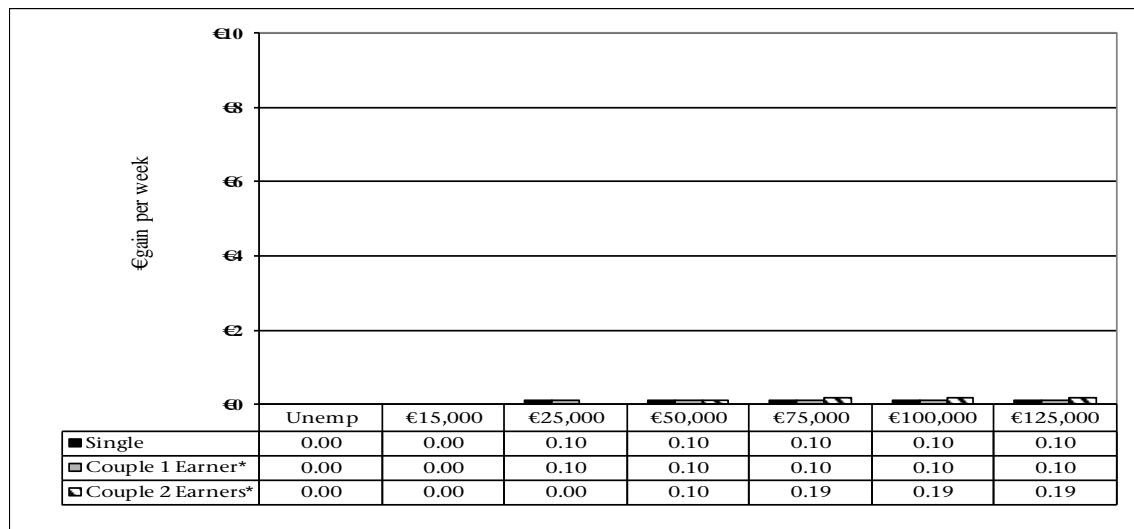 €10
€8
€6
€4
€2
€0
€gain per week
Unemp €15,000 €25,000 €50,000 €75,000 €100,000 €125,000
Single 0.00 0.00 0.10 0.10 0.10 0.10 0.10
Couple 1 Earner* 0.00 0.00 0.10 0.10 0.10 0.10 0.10
Couple 2 Earners* 0.00 0.00 0.00 0.10 0.19 0.19 0.19